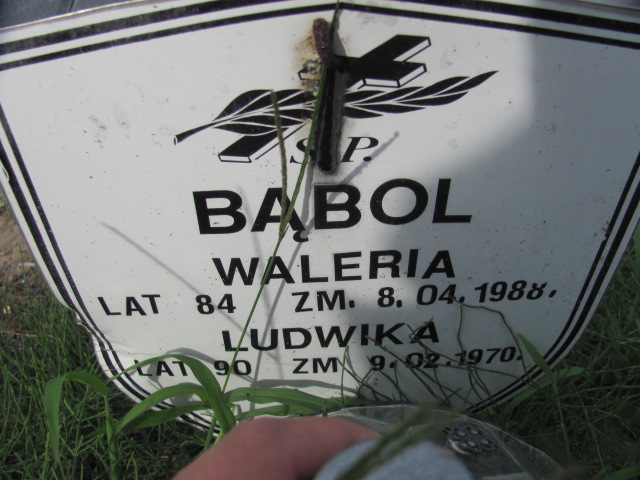 Ś.P.
BĄBOL
WALERIA
LAT 84 ZM. 8.04.1988.
LUDWIKA
LAT 90 ZM 9.02.1970.